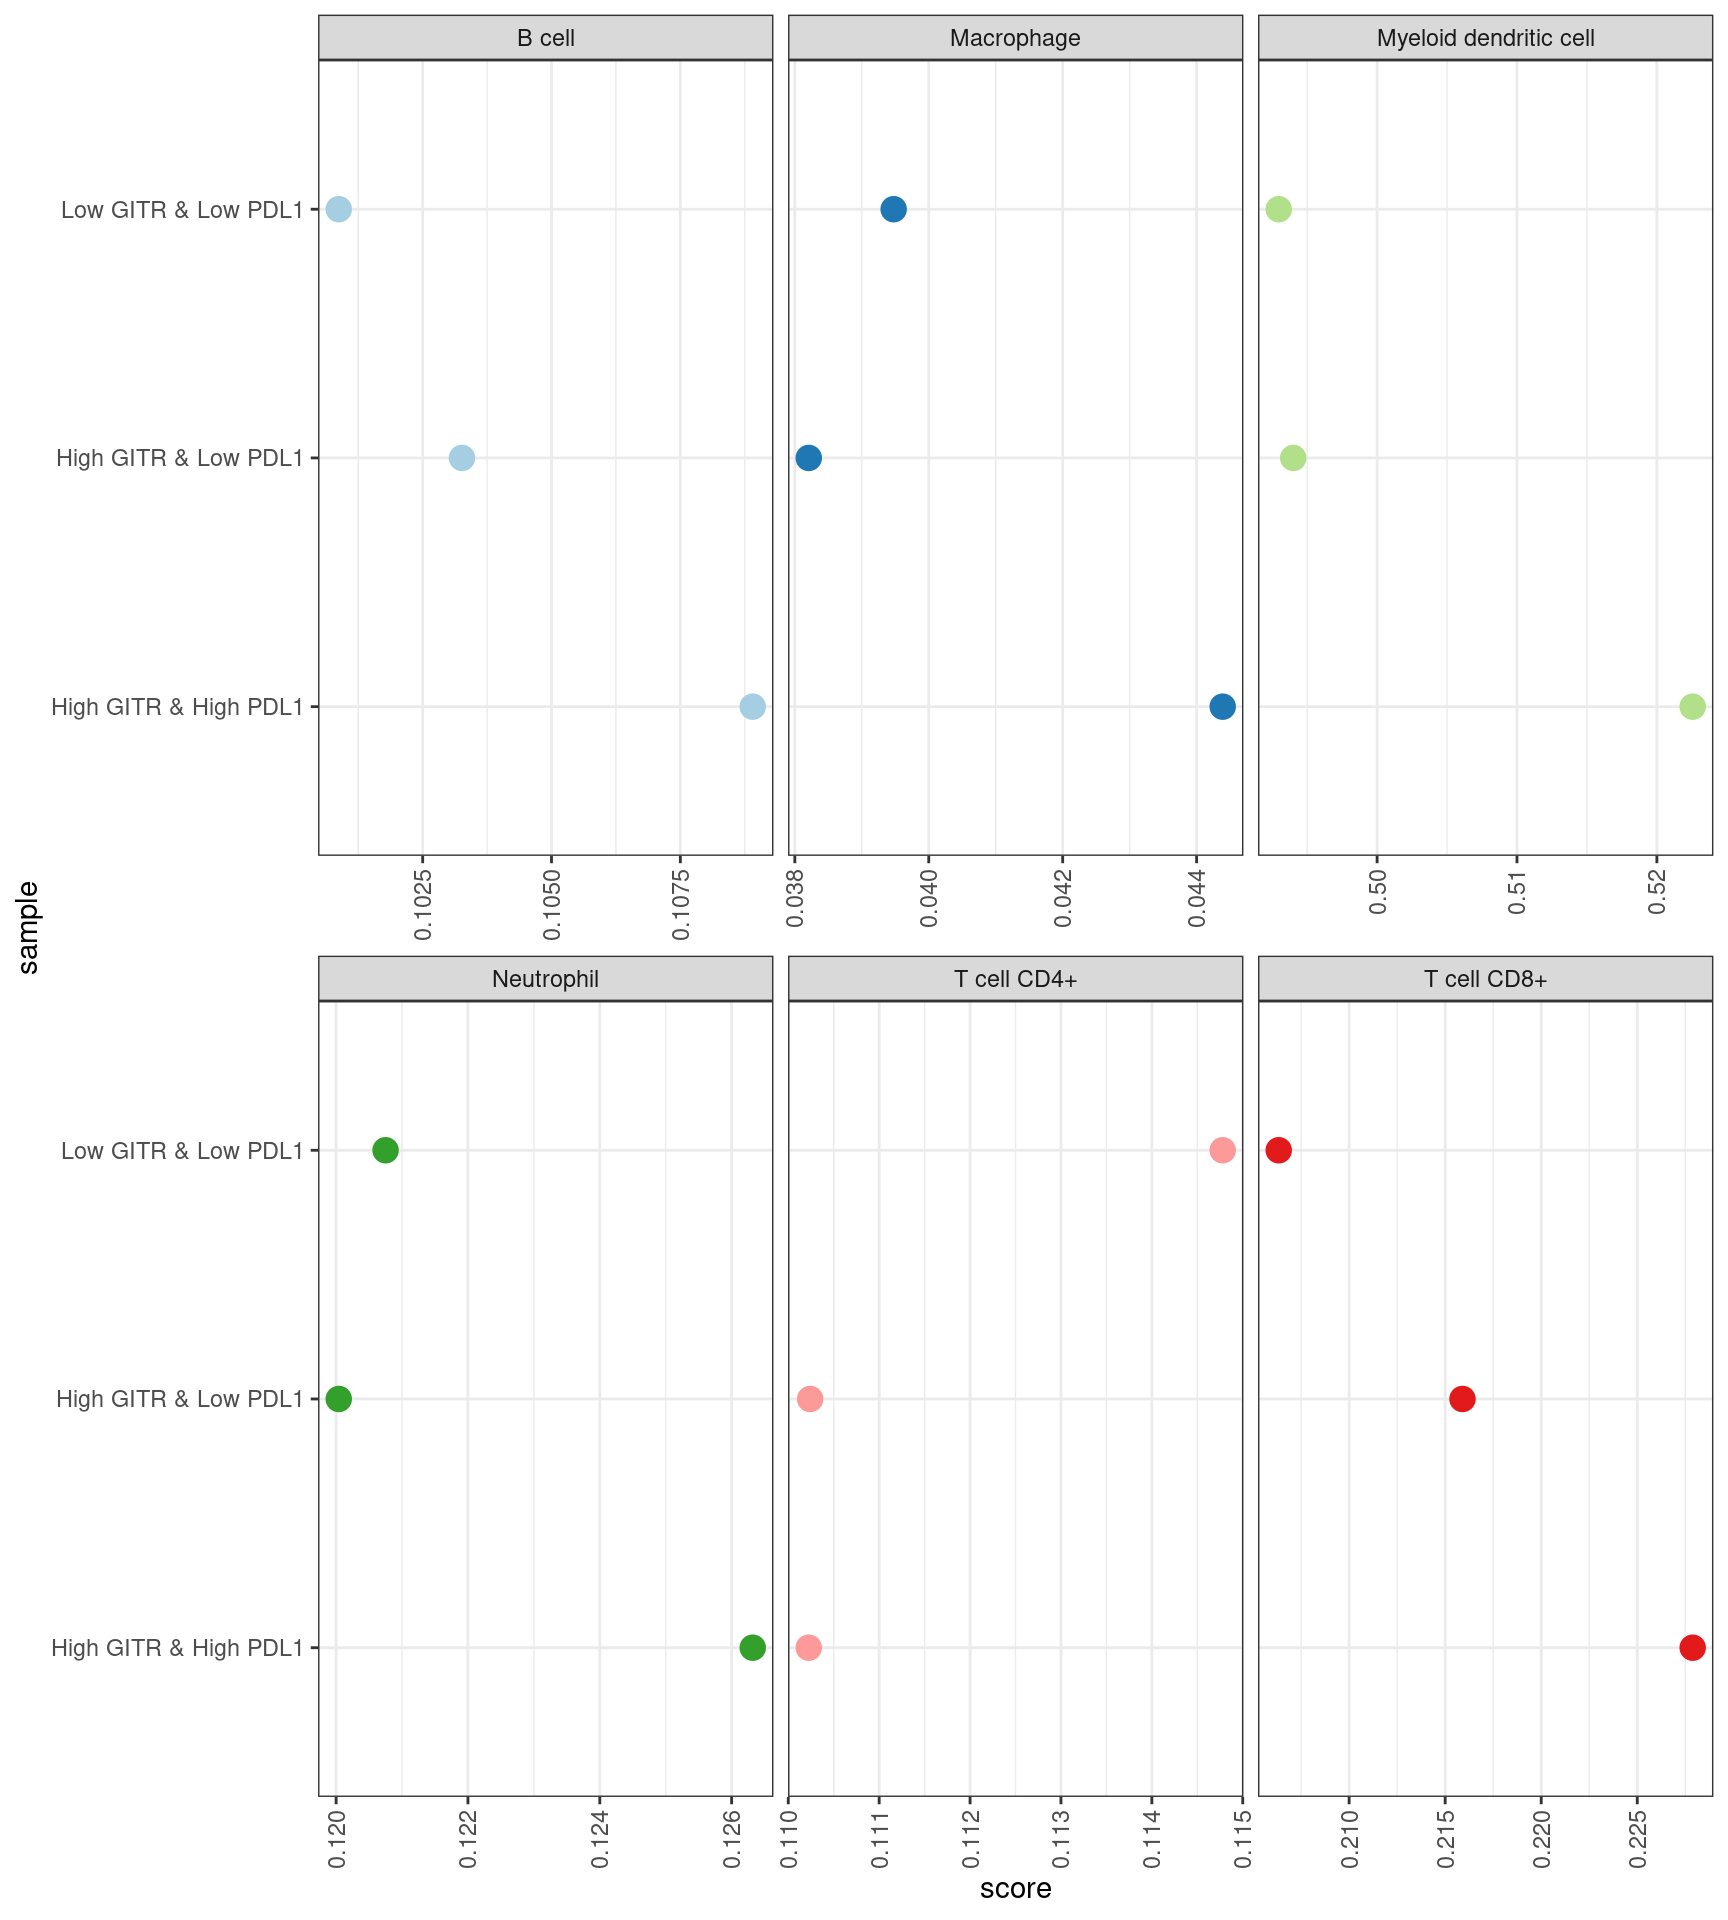 B cell
Macrophage
Myeloid dendritic cell
Low GITR & Low PDL1
High GITR & Low PDL1
High GITR & High PDL1
0.1025
0.1050
0.1075
0.038
0.040
0.042
0.044
0.50
0.51
0.52
sample
Neutrophil
T cell CD4+
T cell CD8+
Low GITR & Low PDL1
High GITR & Low PDL1
High GITR & High PDL1
0.120
0.122
0.124
0.126
0.110
0.111
0.112
0.113
0.114
0.115
0.210
0.215
0.220
0.225
score